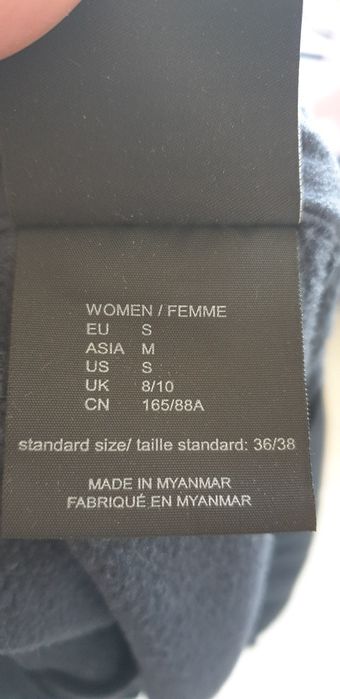 WOMEN / FEMME
EU S
ASIA M
US S
UK 8/10
CN 165/88A
standard size/ taille standard: 36/38
MADE IN MYANMAR
FABRIQUÉ EN MYANMAR